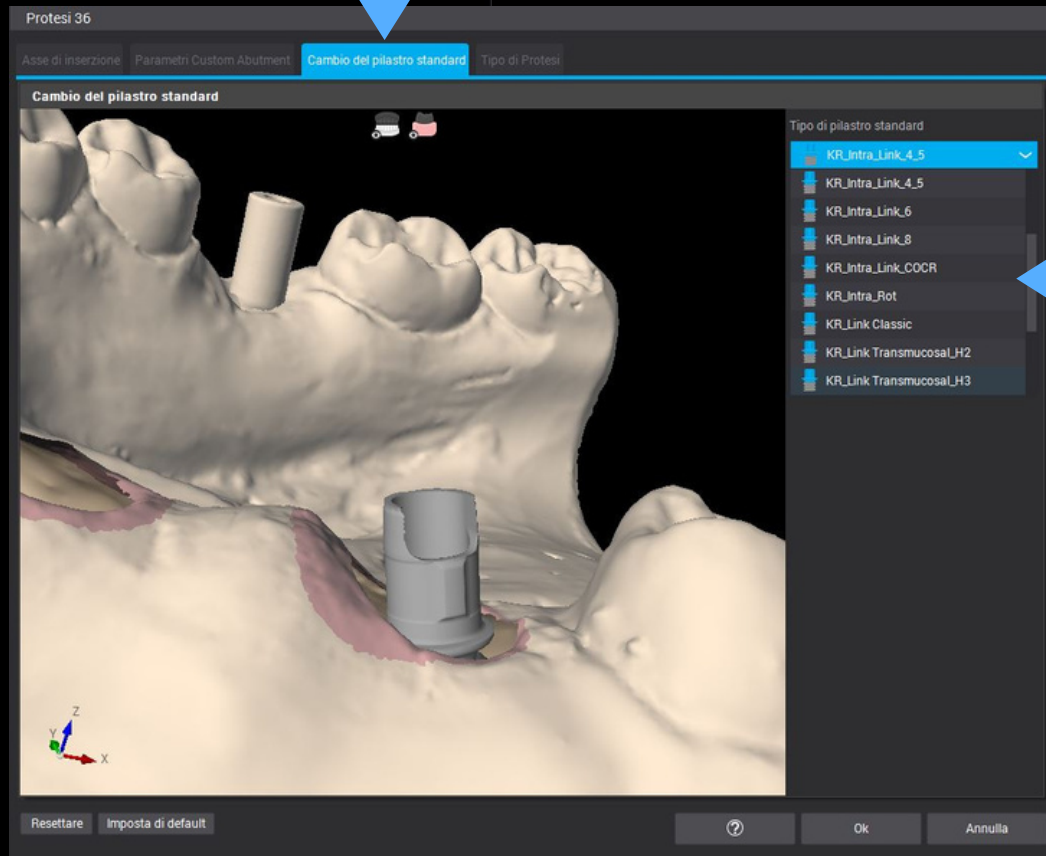 Protesi 36
Asse di inserzione Parametri Custom Abutment Cambio del pilastro standard Tipo di Protesi
Cambio del pilastro standard
Tipo di pilastro standard
KR_Intra_Link_4_5
KR_Intra_Link_4_5
KR_Intra_Link_6
KR_Intra_Link_8
KR_Intra_Link_COCR
KR_Intra_Rot
KR_Link Classic
KR_Link Transmucosal_H2
KR_Link Transmucosal_H3
Z
Y
X
Resettare Imposta di default ? Ok Annulla